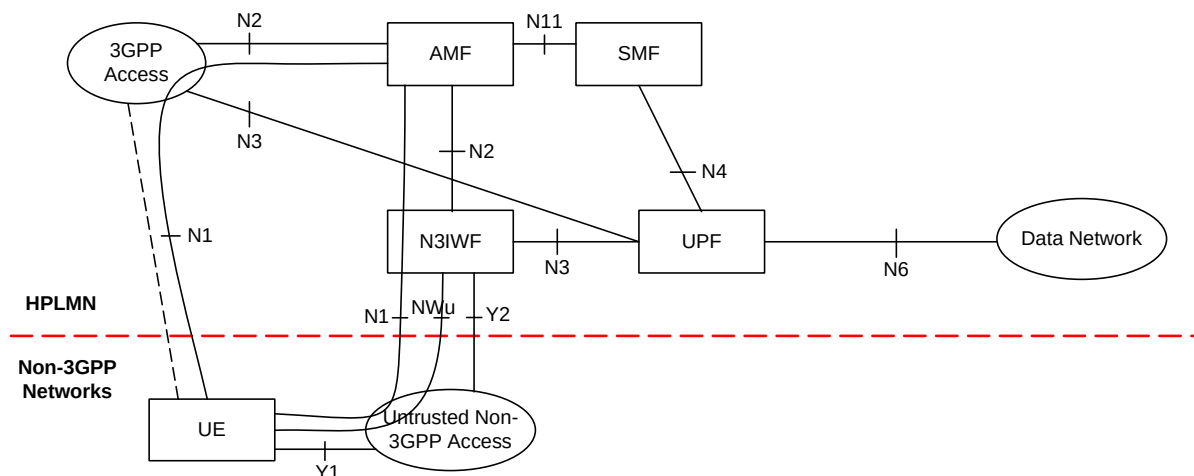 N2
N11
3GPP
Access
AMF
SMF
N3
N2
N4
N1
N3IWF
UPF
Data Network
N3
N6
HPLMN
N1
NWu
Y2
Non-3GPP
Networks
UE
Untrusted Non-
3GPP Access
Y1